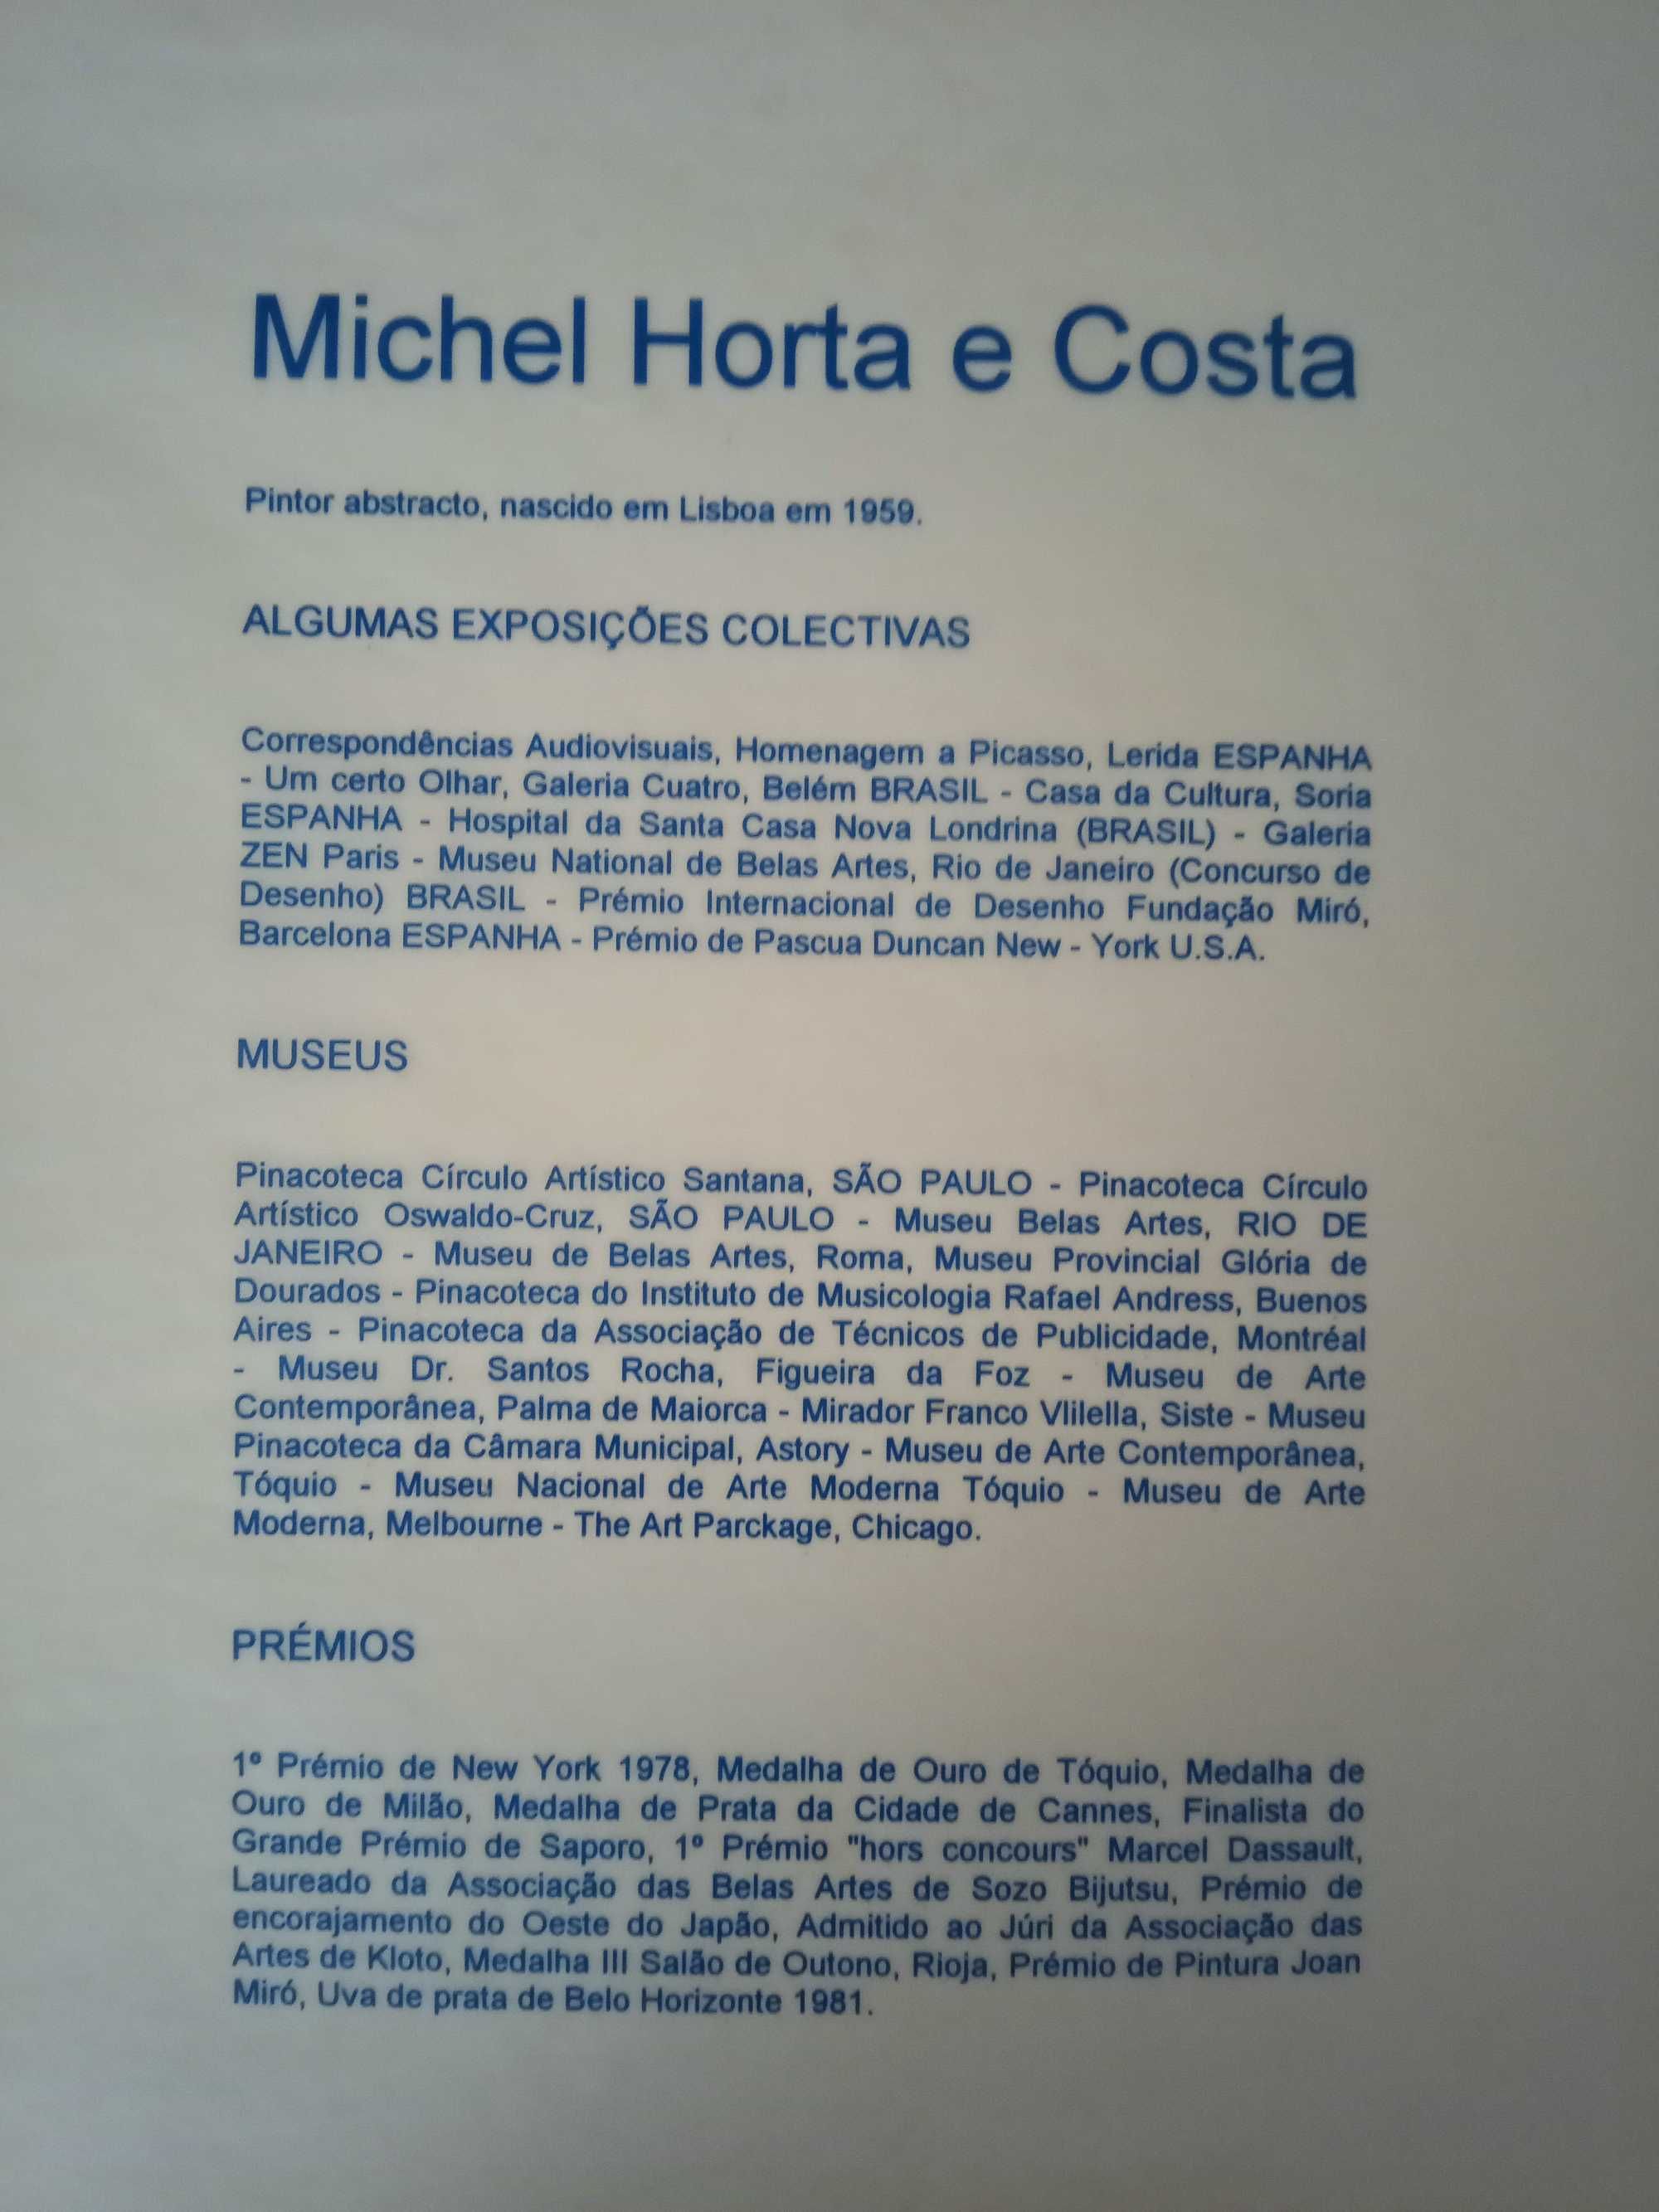 Michel Horta e Costa
Pintor abstracto, nascido em Lisboa em 1959.
ALGUMAS EXPOSIÇÕES COLECTIVAS
Correspondências Audiovisuais, Homenagem a Picasso, Lerida ESPANHA
- Um certo Olhar, Galeria Cuatro, Belém BRASIL - Casa da Cultura, Soria
ESPANHA - Hospital da Santa Casa Nova Londrina (BRASIL) - Galeria
ZEN Paris - Museu National de Belas Artes, Rio de Janeiro (Concurso de
Desenho) BRASIL - Prémio Internacional de Desenho Fundação Miró,
Barcelona ESPANHA - Prémio de Pascua Duncan New - York U.S.A.
MUSEUS
Pinacoteca Círculo Artístico Santana, SÃO PAULO - Pinacoteca Círculo
Artístico Oswaldo-Cruz, SÃO PAULO - Museu Belas Artes, RIO DE
JANEIRO - Museu de Belas Artes, Roma, Museu Provincial Glória de
Dourados - Pinacoteca do Instituto de Musicologia Rafael Andress, Buenos
Aires - Pinacoteca da Associação de Técnicos de Publicidade, Montréal
- Museu Dr. Santos Rocha, Figueira da Foz - Museu de Arte
Contemporânea, Palma de Maiorca - Mirador Franco Vlilella, Siste - Museu
Pinacoteca da Câmara Municipal, Astory - Museu de Arte Contemporânea,
Tóquio - Museu Nacional de Arte Moderna Tóquio - Museu de Arte
Moderna, Melbourne - The Art Parckage, Chicago.
PRÉMIOS
1º Prémio de New York 1978, Medalha de Ouro de Tóquio, Medalha de
Ouro de Milão, Medalha de Prata da Cidade de Cannes, Finalista do
Grande Prémio de Saporo, 1º Prémio "hors concours" Marcel Dassault,
Laureado da Associação das Belas Artes de Sozo Bijutsu, Prémio de
encorajamento do Oeste do Japão, Admitido ao Júri da Associação das
Artes de Kloto, Medalha III Salão de Outono, Rioja, Prémio de Pintura Joan
Miró, Uva de prata de Belo Horizonte 1981.